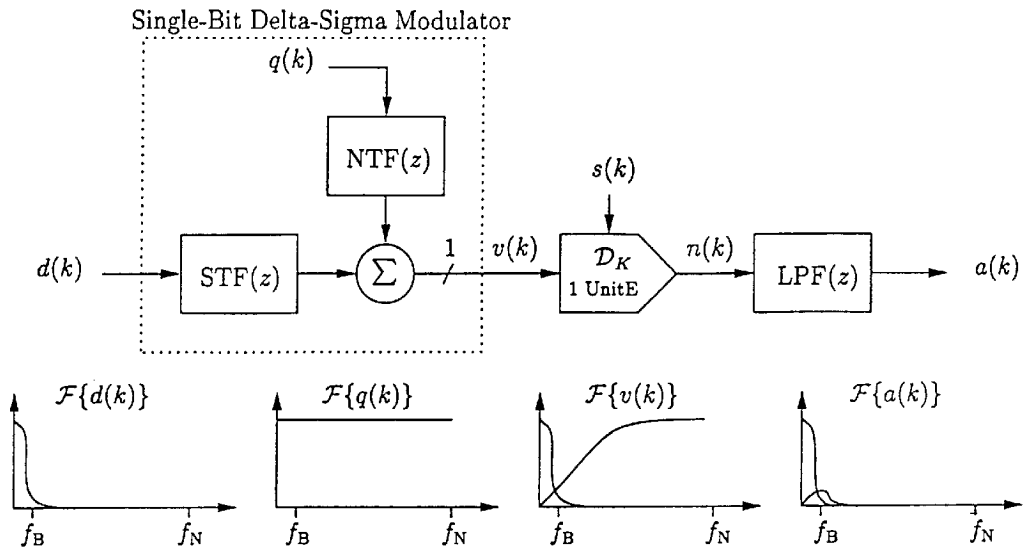 Single-Bit Delta-Sigma Modulator
q(k)
NTF(z)
s(k)
d(k)
STF(z)
Σ
1
v(k)
𝒟_K
1 UnitE
n(k)
LPF(z)
a(k)
ℱ{d(k)}
ℱ{q(k)}
ℱ{v(k)}
ℱ{a(k)}
f_B f_N
f_B f_N
f_B f_N
f_B f_N